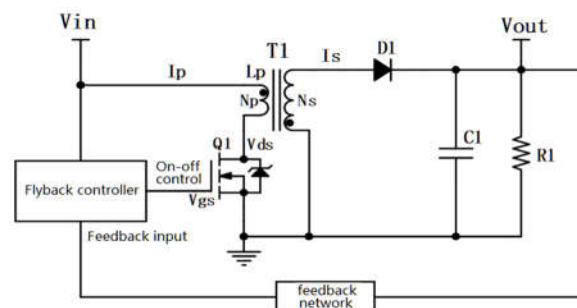 Vin
Vout
T1
D1
Ip
Lp
Is
Np
Ns
Q1
Vds
C1
R1
On-off
control
Flyback controller
Vgs
Feedback input
feedback
network